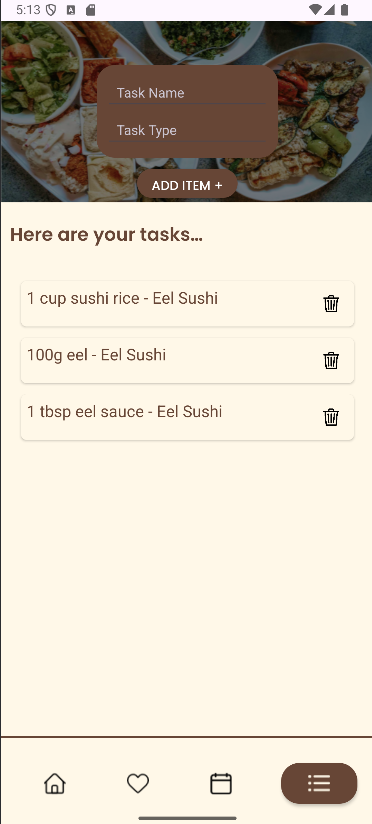 5:13
Task Name
Task Type
ADD ITEM +
Here are your tasks...
1 cup sushi rice - Eel Sushi
100g eel - Eel Sushi
1 tbsp eel sauce - Eel Sushi